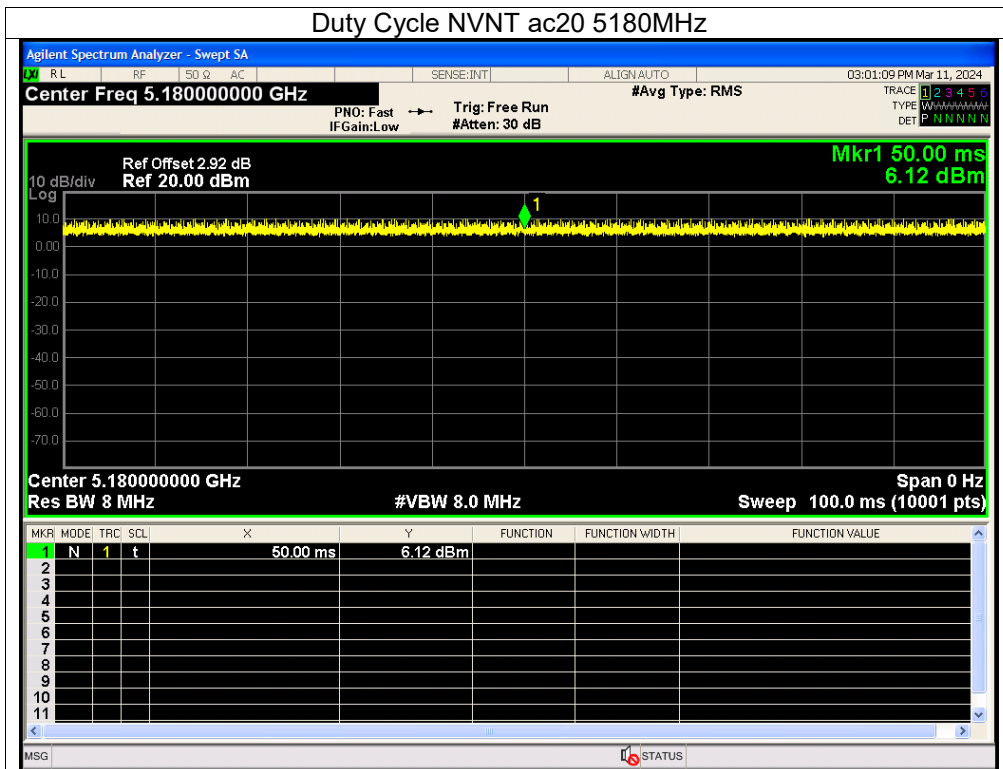 Duty Cycle NVNT ac20 5180MHz
Agilent Spectrum Analyzer - Swept SA
LXI RL RF 50 Ω AC SENSE:INT ALIGN AUTO 03:01:09 PM Mar 11, 2024
Center Freq 5.180000000 GHz #Avg Type: RMS TRACE 1 2 3 4 5 6
PNO: Fast Trig: Free Run TYPE WWWWWW
IFGain:Low #Atten: 30 dB DET P N N N N N
Mkr1 50.00 ms
6.12 dBm
Ref Offset 2.92 dB
10 dB/div Ref 20.00 dBm
Log
1
10.0
0.00
-10.0
-20.0
-30.0
-40.0
-50.0
-60.0
-70.0
Center 5.180000000 GHz Span 0 Hz
Res BW 8 MHz #VBW 8.0 MHz Sweep 100.0 ms (10001 pts)
MKR MODE TRC SCL X Y FUNCTION FUNCTION WIDTH FUNCTION VALUE
1 N 1 t 50.00 ms 6.12 dBm
2
3
4
5
6
7
8
9
10
11
MSG STATUS